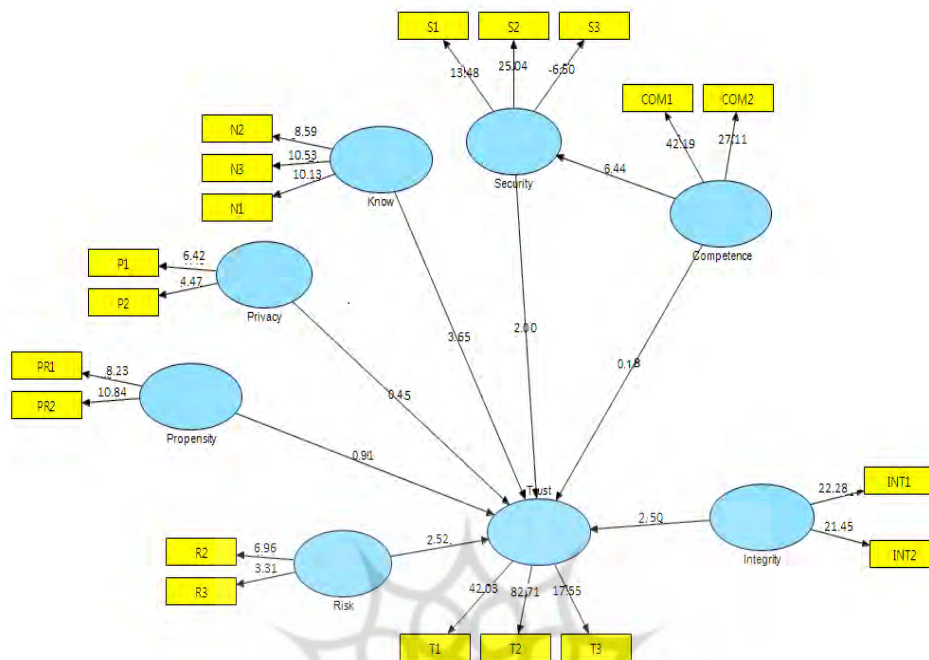 S1
S2
S3
13.48
25.04
-6.50
COM1
COM2
42.19
27.11
N2
N3
N1
8.59
10.53
10.13
Know
Security
6.44
Competence
P1
P2
6.42
4.47
Privacy
3.65
2.00
0.18
0.45
PR1
PR2
8.23
10.84
Propensity
0.91
Trust
INT1
INT2
22.28
21.45
Integrity
2.50
R2
R3
6.96
3.31
Risk
2.52
42.03
82.71
17.55
T1
T2
T3